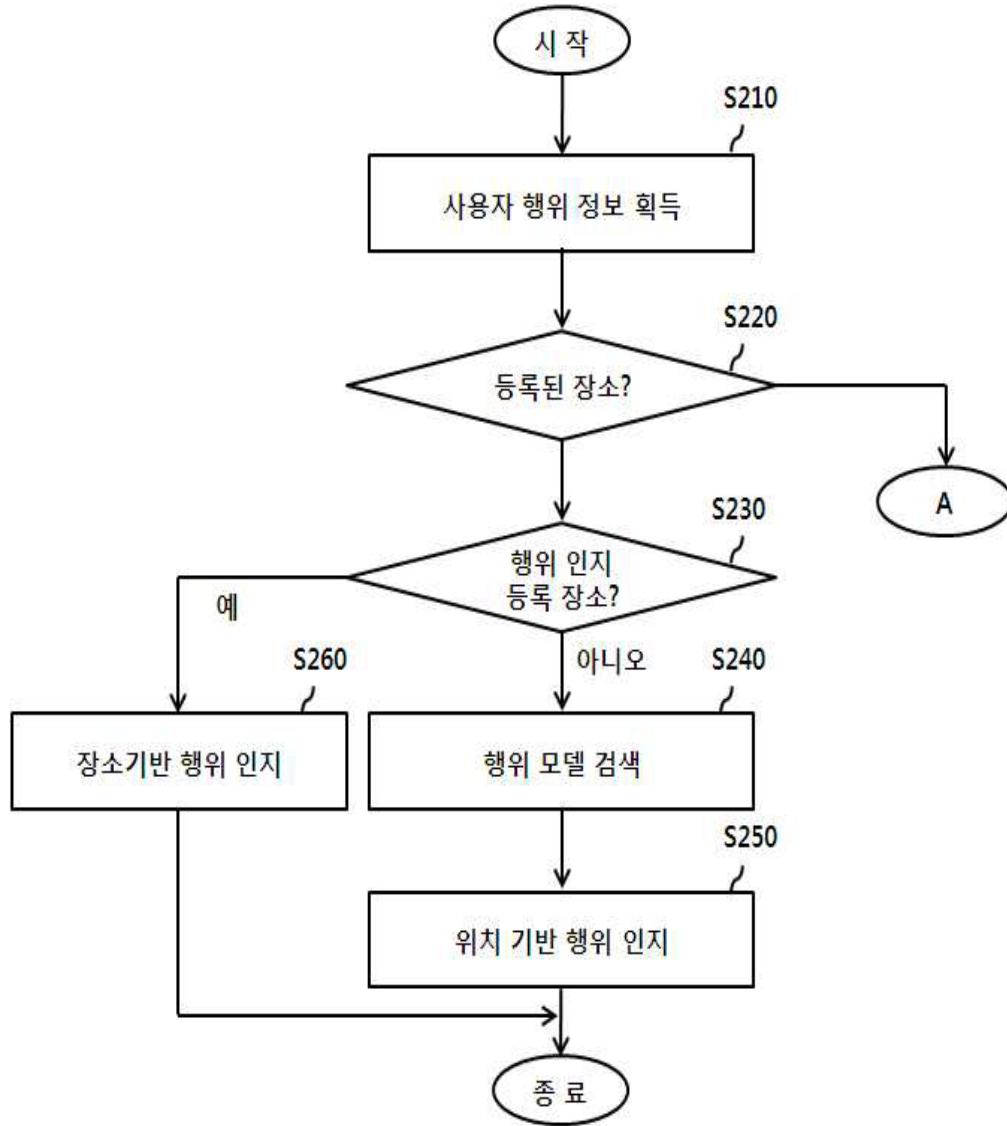 시 작
S210
사용자 행위 정보 획득
S220
등록된 장소?
A
S230
행위 인지
등록 장소?
예
아니오
S260
S240
장소기반 행위 인지
행위 모델 검색
S250
위치 기반 행위 인지
종 료